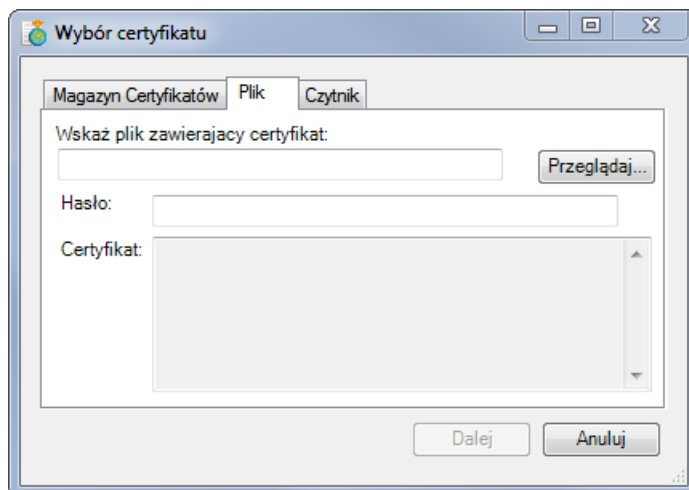 Wybór certyfikatu
Magazyn Certyfikatów Plik Czytnik
Wskaż plik zawierajacy certyfikat:
Przeglądaj...
Hasło:
Certyfikat:
Dalej Anuluj